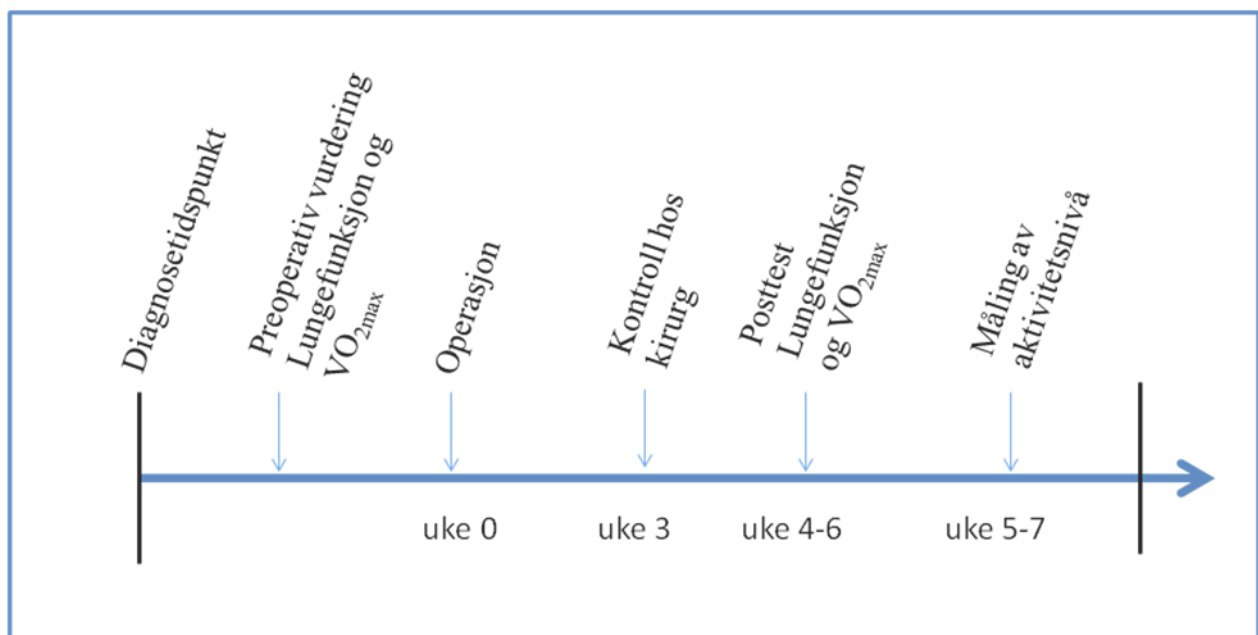 Diagnosetidspunkt
Preoperativ vurdering
Lungefunksjon og
VO2max
Operasjon
Kontroll hos
kirurg
Posttest
Lungefunksjon
og VO2max
Måling av
aktivitetsnivå
uke 0
uke 3
uke 4-6
uke 5-7